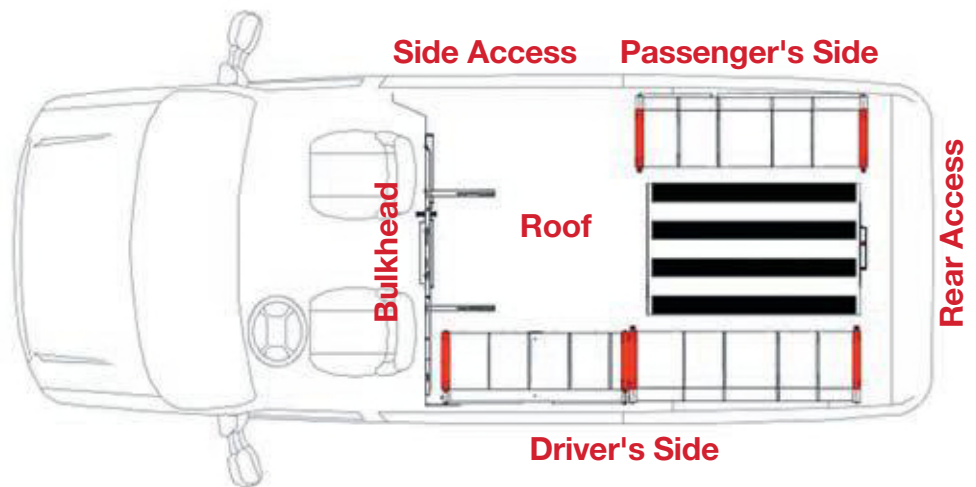 Side Access
Passenger's Side
Bulkhead
Roof
Rear Access
Driver's Side